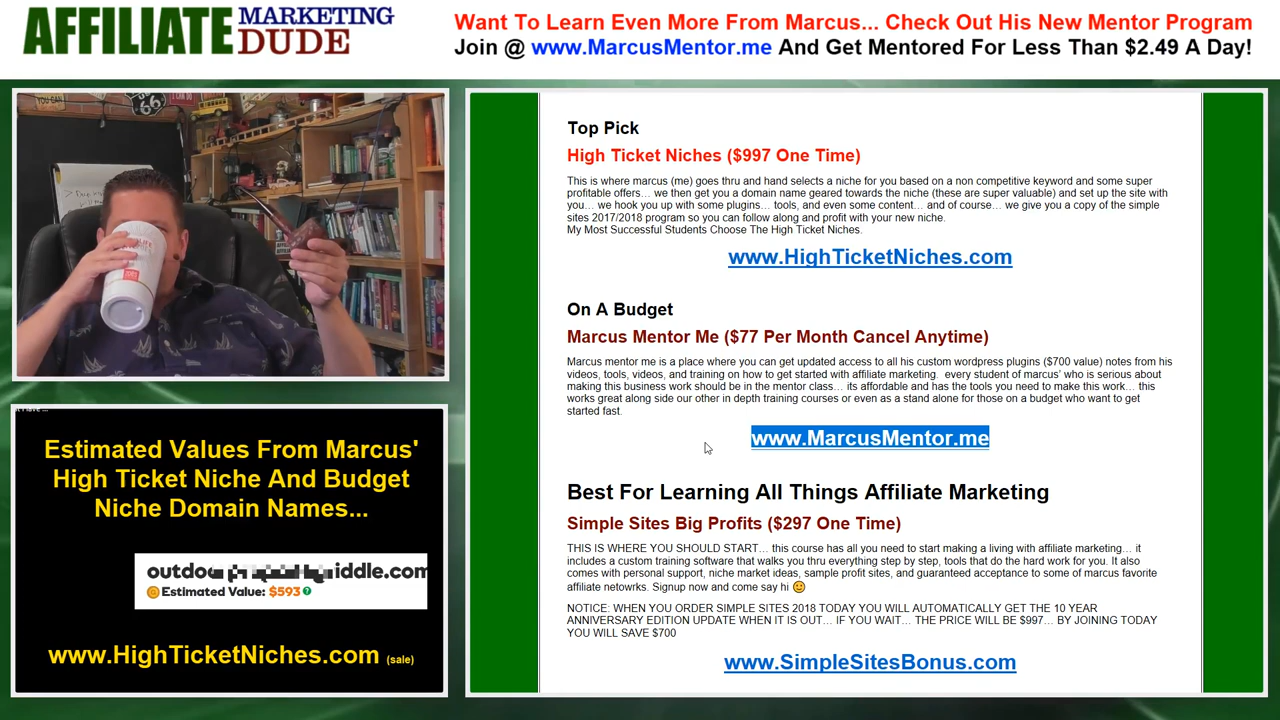 AFFILIATE MARKETING DUDE
Want To Learn Even More From Marcus... Check Out His New Mentor Program
Join @ www.MarcusMentor.me And Get Mentored For Less Than $2.49 A Day!
YOU CAN
66
Top Pick
High Ticket Niches ($997 One Time)
This is where marcus (me) goes thru and hand selects a niche for you based on a non competitive keyword and some super
profitable offers… we then get you a domain name geared towards the niche (these are super valuable) and set up the site with
you… we hook you up with some plugins… tools, and even some content… and of course… we give you a copy of the simple
sites 2017/2018 program so you can follow along and profit with your new niche.
My Most Successful Students Choose The High Ticket Niches.
www.HighTicketNiches.com
On A Budget
Marcus Mentor Me ($77 Per Month Cancel Anytime)
Marcus mentor me is a place where you can get updated access to all his custom wordpress plugins ($700 value) notes from his
videos, tools, videos, and training on how to get started with affiliate marketing.  every student of marcus' who is serious about
making this business work should be in the mentor class… its affordable and has the tools you need to make this work… this
works great along side our other in depth training courses or even as a stand alone for those on a budget who want to get
started fast.
www.MarcusMentor.me
Best For Learning All Things Affiliate Marketing
Simple Sites Big Profits ($297 One Time)
THIS IS WHERE YOU SHOULD START… this course has all you need to start making a living with affiliate marketing… it
includes a custom training software that walks you thru everything step by step, tools that do the hard work for you. It also
comes with personal support, niche market ideas, sample profit sites, and guaranteed acceptance to some of marcus favorite
affiliate netowrks. Signup now and come say hi
NOTICE: WHEN YOU ORDER SIMPLE SITES 2018 TODAY YOU WILL AUTOMATICALLY GET THE 10 YEAR
ANNIVERSARY EDITION UPDATE WHEN IT IS OUT… IF YOU WAIT… THE PRICE WILL BE $997… BY JOINING TODAY
YOU WILL SAVE $700
www.SimpleSitesBonus.com
Estimated Values From Marcus'
High Ticket Niche And Budget
Niche Domain Names...
Estimated Value: $593
www.HighTicketNiches.com (sale)